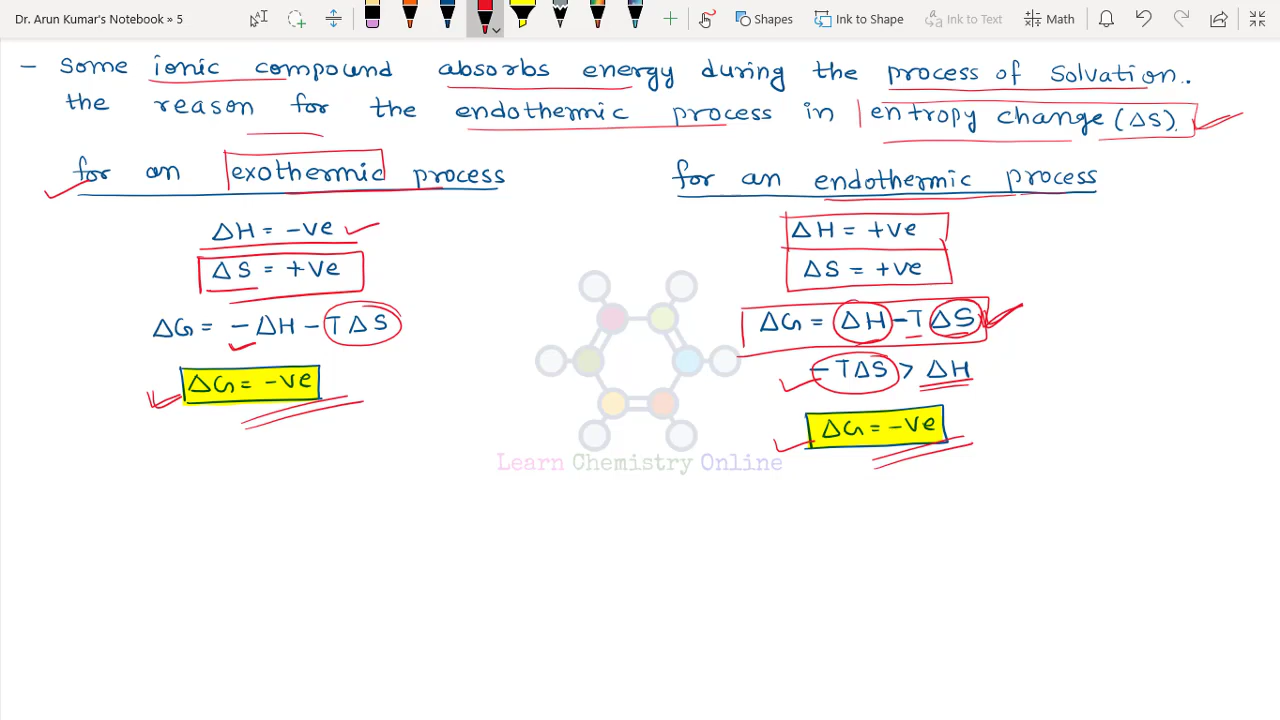 Dr. Arun Kumar's Notebook » 5
Shapes
Ink to Shape
Ink to Text
Math
- Some ionic compound absorbs energy during the process of Solvation..
the reason for the endothermic process in entropy change (ΔS).
for an exothermic process
ΔH = -ve
ΔS = +ve
ΔG = -ΔH - TΔS
ΔG = -ve
for an endothermic process
ΔH = +ve
ΔS = +ve
ΔG = ΔH - TΔS
- TΔS > ΔH
ΔG = -ve
Learn Chemistry Online